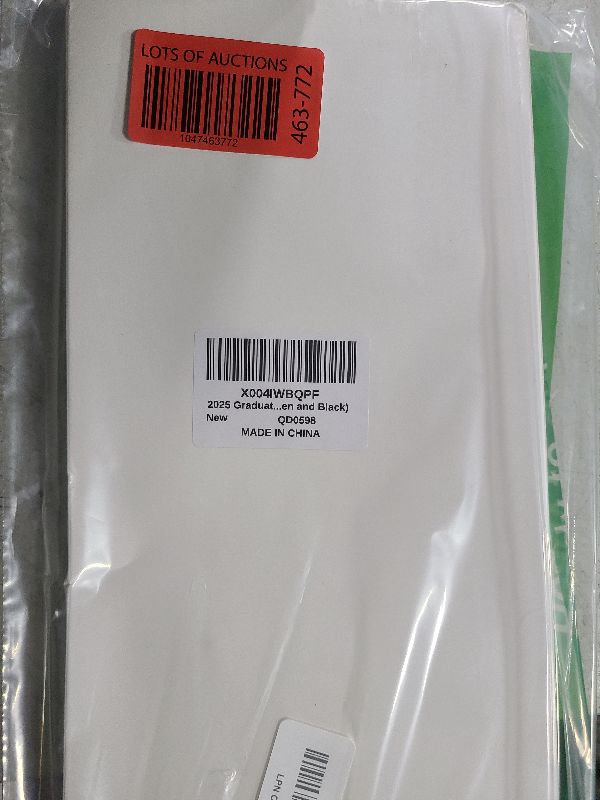 LOTS OF AUCTIONS
463-772
1047463772
X004IWBQPF
2025 Graduat...en and Black)
New QD0598
MADE IN CHINA
LPN